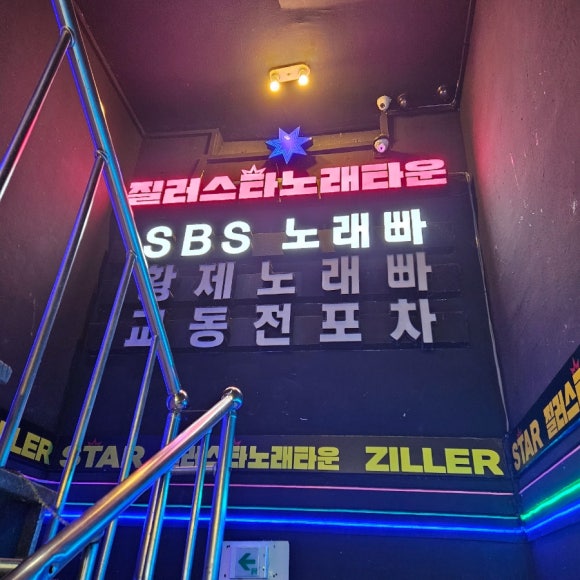 질러스타노래타운
SBS 노래빠
황제노래빠
교동전포차
ZILLER STAR 질러스타노래타운 ZILLER
STAR 질러스